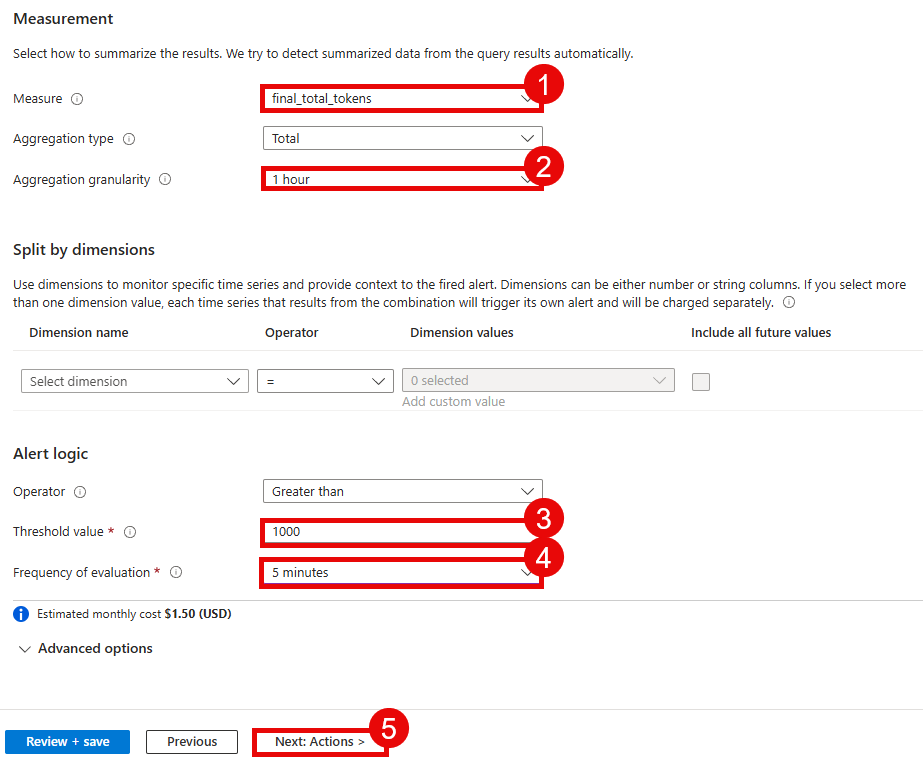 Measurement
Select how to summarize the results. We try to detect summarized data from the query results automatically.
Measure
final_total_tokens
1
Aggregation type
Total
Aggregation granularity
1 hour
2
Split by dimensions
Use dimensions to monitor specific time series and provide context to the fired alert. Dimensions can be either number or string columns. If you select more
than one dimension value, each time series that results from the combination will trigger its own alert and will be charged separately.
Dimension name Operator Dimension values Include all future values
Select dimension = 0 selected
Add custom value
Alert logic
Operator
Greater than
Threshold value *
1000
3
Frequency of evaluation *
5 minutes
4
Estimated monthly cost $1.50 (USD)
Advanced options
Review + save Previous Next: Actions >
5